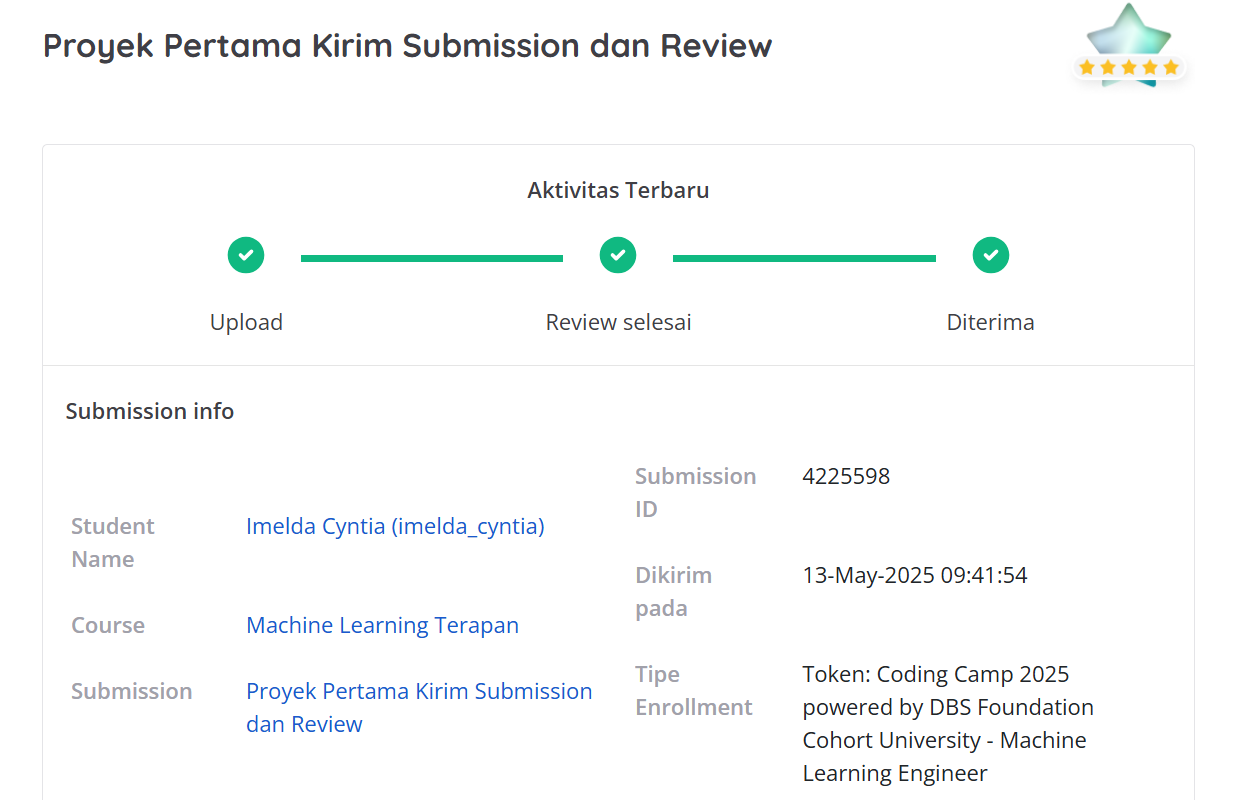 Proyek Pertama Kirim Submission dan Review
Aktivitas Terbaru
Upload
Review selesai
Diterima
Submission info
Student
Name
Imelda Cyntia (imelda_cyntia)
Course
Machine Learning Terapan
Submission
Proyek Pertama Kirim Submission
dan Review
Submission
ID
4225598
Dikirim
pada
13-May-2025 09:41:54
Tipe
Enrollment
Token: Coding Camp 2025
powered by DBS Foundation
Cohort University - Machine
Learning Engineer